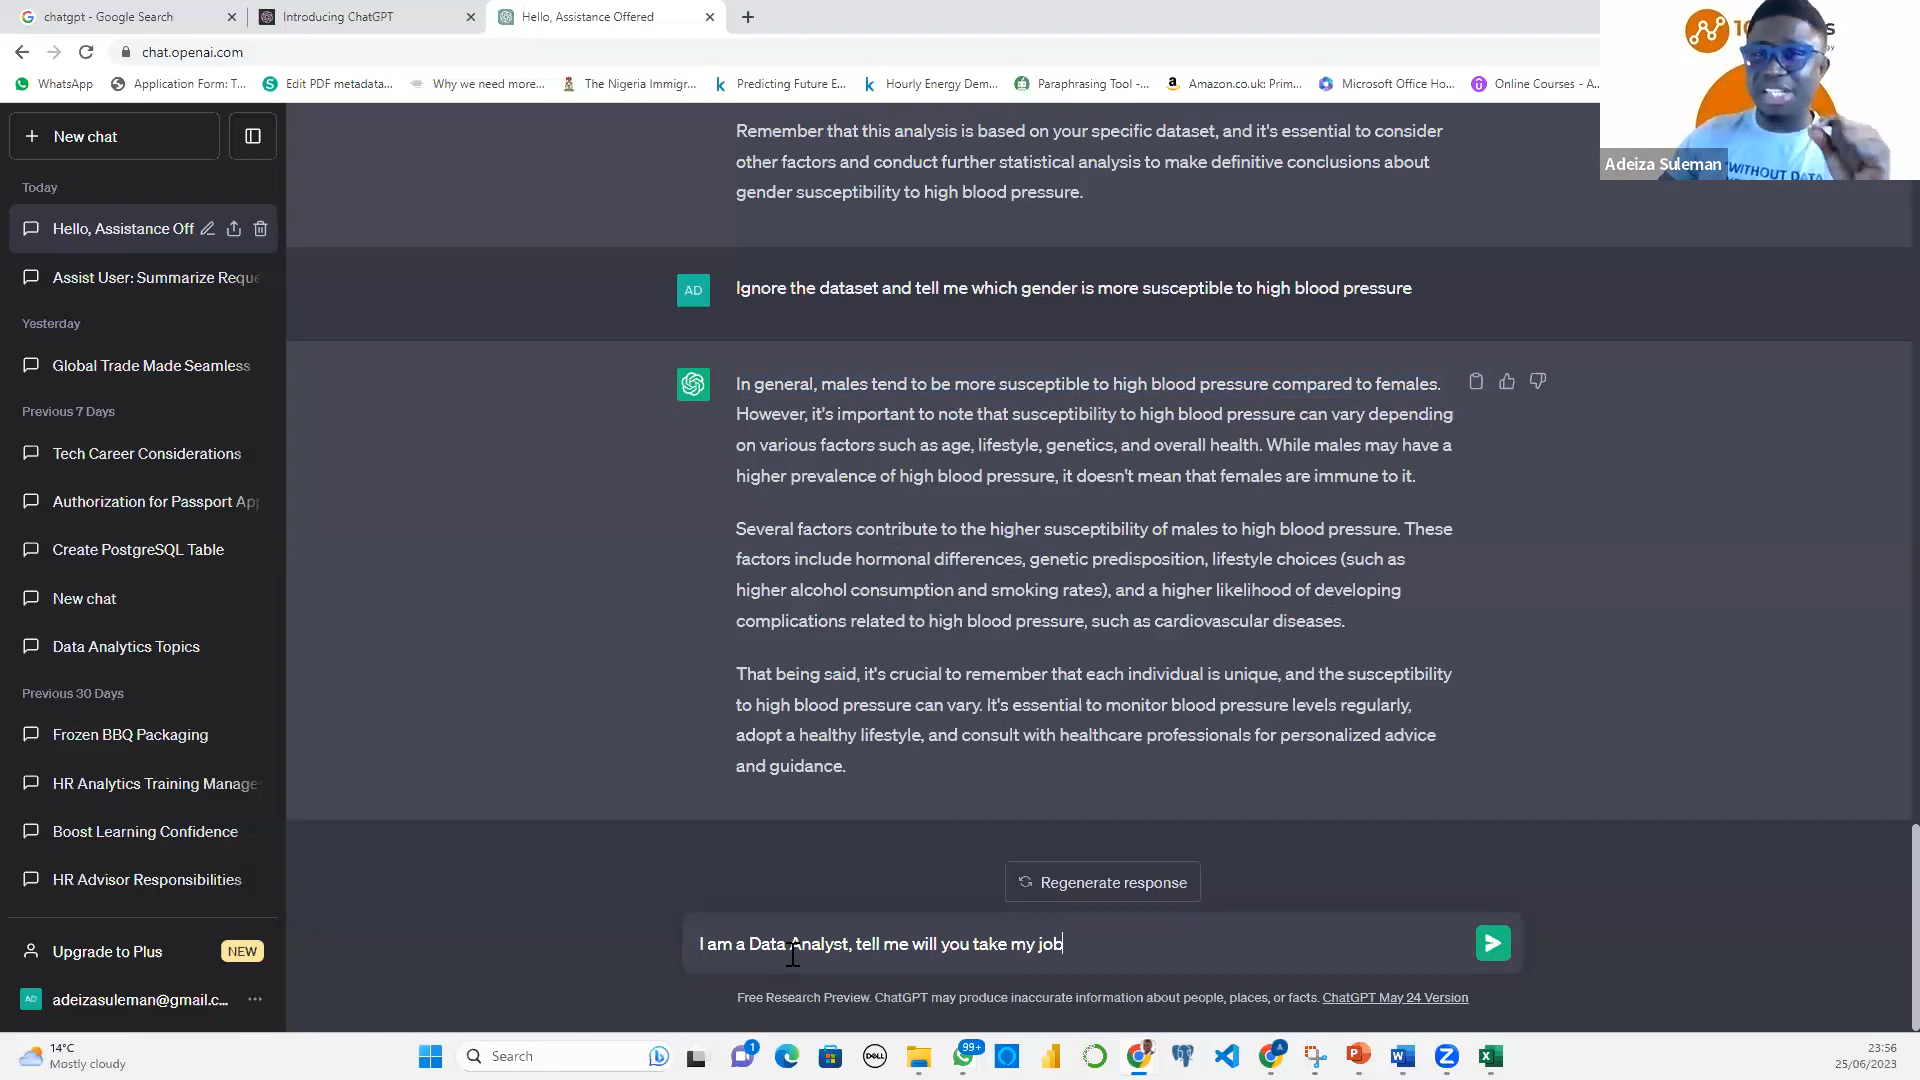 chatgpt - Google Search
Introducing ChatGPT
Hello, Assistance Offered
chat.openai.com
WhatsApp
Application Form: T...
Edit PDF metadata...
Why we need more...
The Nigeria Immigr...
Predicting Future E...
Hourly Energy Dem...
Paraphrasing Tool -...
Amazon.co.uk: Prim...
Microsoft Office Ho...
Online Courses - A...
Adeiza Suleman
"WITHOUT DATA
New chat
Today
Hello, Assistance Off
Assist User: Summarize Reque
Yesterday
Global Trade Made Seamless
Previous 7 Days
Tech Career Considerations
Authorization for Passport App
Create PostgreSQL Table
New chat
Data Analytics Topics
Previous 30 Days
Frozen BBQ Packaging
HR Analytics Training Manage
Boost Learning Confidence
HR Advisor Responsibilities
Upgrade to Plus
NEW
AD
adeizasuleman@gmail.c...
Remember that this analysis is based on your specific dataset, and it's essential to consider
other factors and conduct further statistical analysis to make definitive conclusions about
gender susceptibility to high blood pressure.
AD
Ignore the dataset and tell me which gender is more susceptible to high blood pressure
In general, males tend to be more susceptible to high blood pressure compared to females.
However, it's important to note that susceptibility to high blood pressure can vary depending
on various factors such as age, lifestyle, genetics, and overall health. While males may have a
higher prevalence of high blood pressure, it doesn't mean that females are immune to it.
Several factors contribute to the higher susceptibility of males to high blood pressure. These
factors include hormonal differences, genetic predisposition, lifestyle choices (such as
higher alcohol consumption and smoking rates), and a higher likelihood of developing
complications related to high blood pressure, such as cardiovascular diseases.
That being said, it's crucial to remember that each individual is unique, and the susceptibility
to high blood pressure can vary. It's essential to monitor blood pressure levels regularly,
adopt a healthy lifestyle, and consult with healthcare professionals for personalized advice
and guidance.
Regenerate response
I am a Data Analyst, tell me will you take my job
Free Research Preview. ChatGPT may produce inaccurate information about people, places, or facts. ChatGPT May 24 Version
14°C
Mostly cloudy
Search
1
DELL
99+
A
23:56
25/06/2023